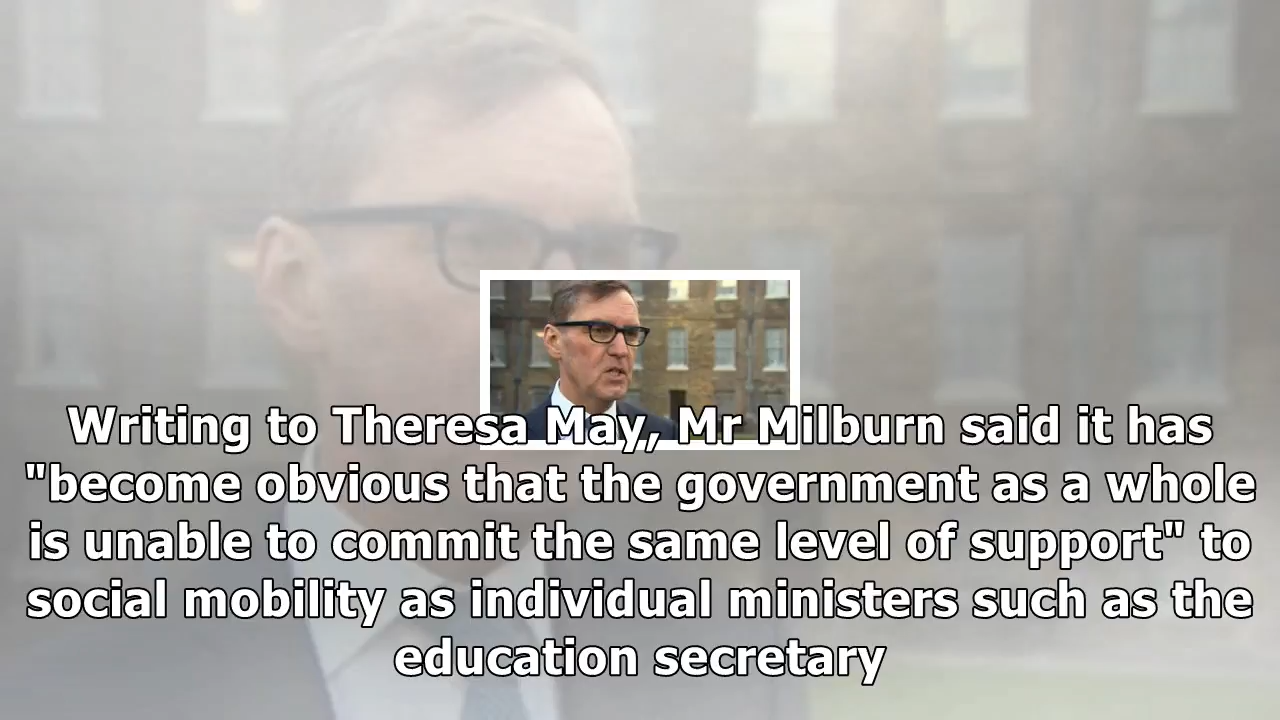 Writing to Theresa May, Mr Milburn said it has
"become obvious that the government as a whole
is unable to commit the same level of support" to
social mobility as individual ministers such as the
education secretary